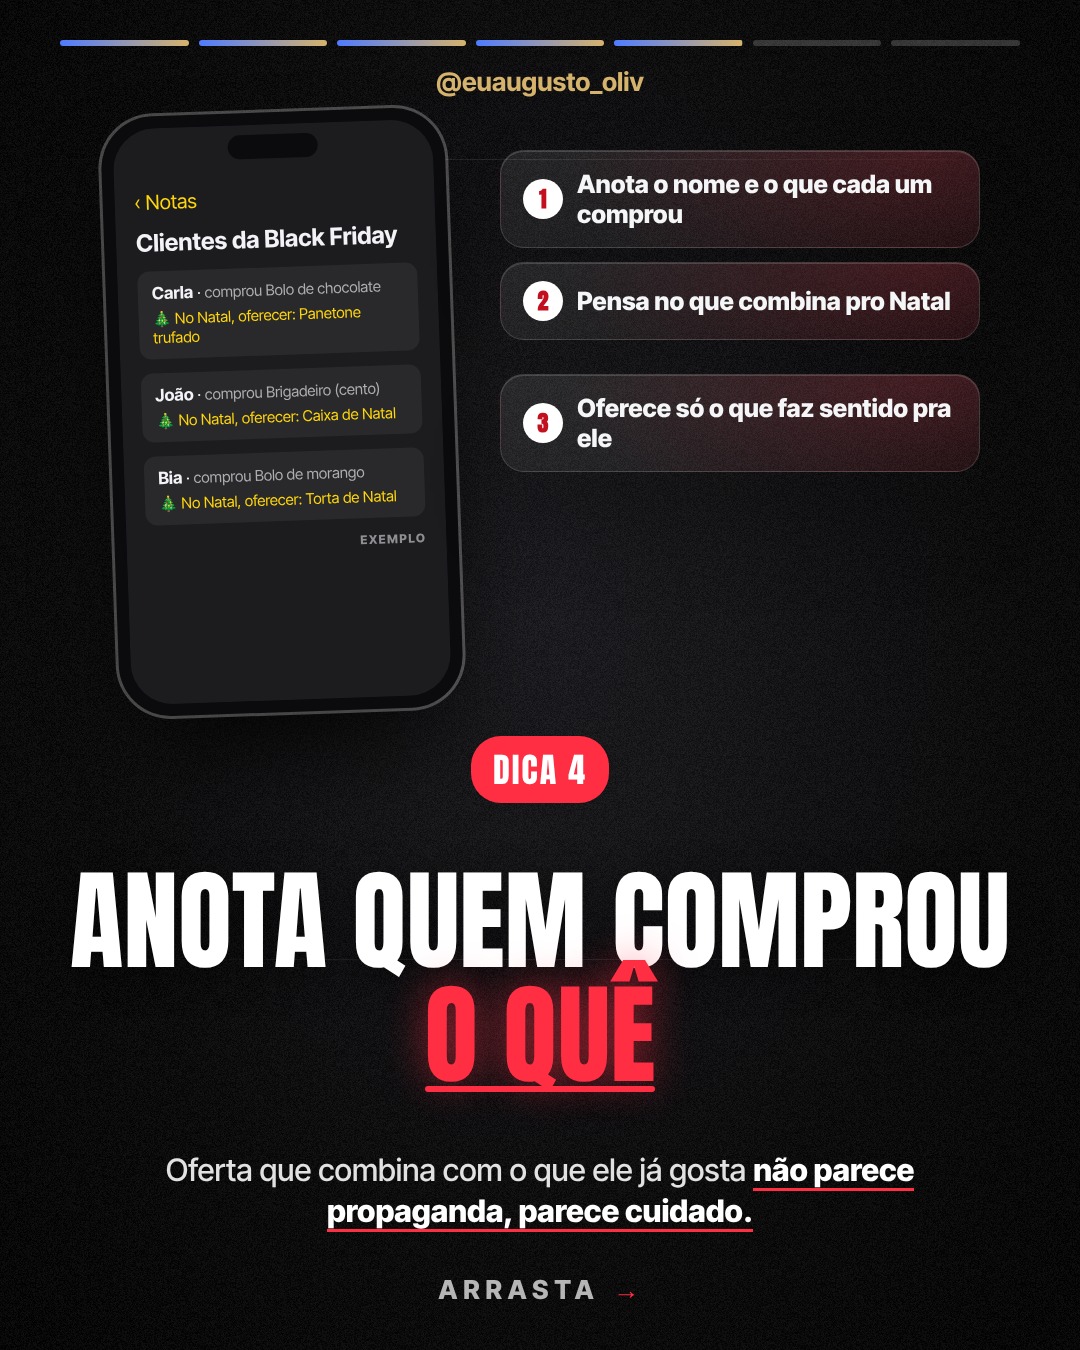 @euaugusto_oliv
‹ Notas
Clientes da Black Friday
Carla · comprou Bolo de chocolate
🎄 No Natal, oferecer: Panetone
trufado
João · comprou Brigadeiro (cento)
🎄 No Natal, oferecer: Caixa de Natal
Bia · comprou Bolo de morango
🎄 No Natal, oferecer: Torta de Natal
EXEMPLO
1 Anota o nome e o que cada um
comprou
2 Pensa no que combina pro Natal
3 Oferece só o que faz sentido pra
ele
DICA 4
ANOTA QUEM COMPROU
O QUÊ
Oferta que combina com o que ele já gosta não parece
propaganda, parece cuidado.
ARRASTA →